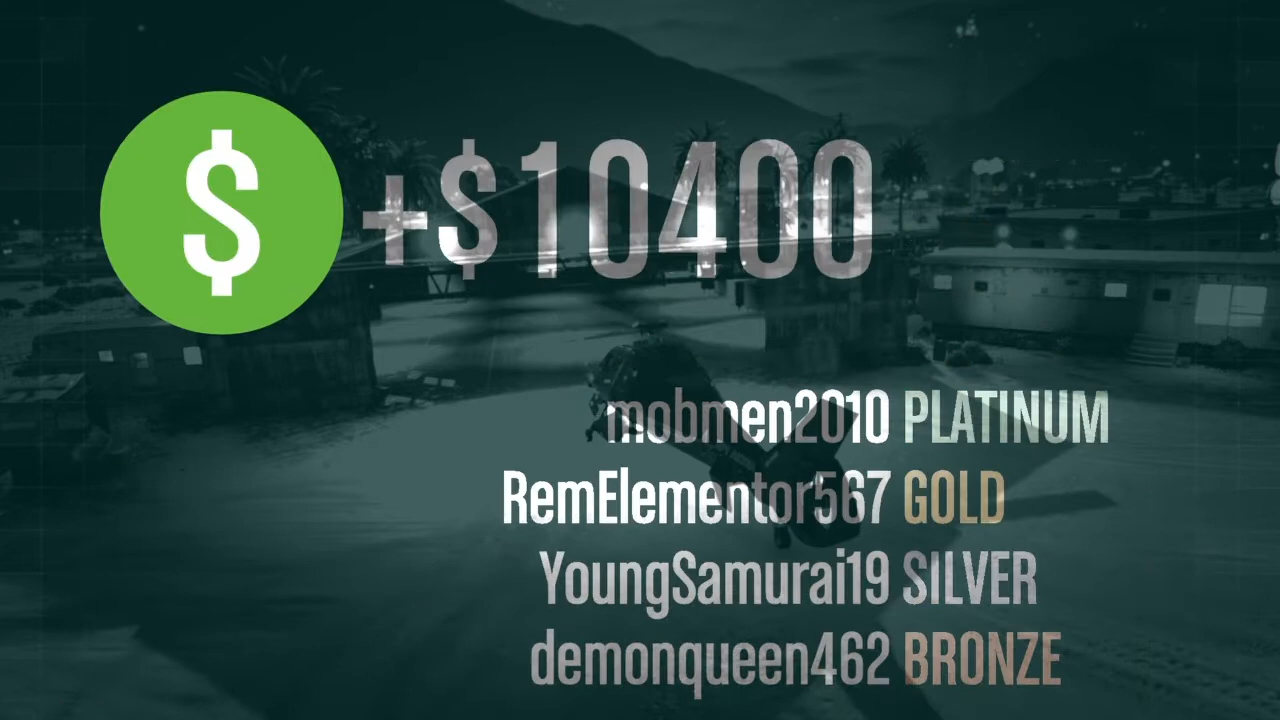 $ +$10400
mobmen2010 PLATINUM
RemElementor567 GOLD
YoungSamurai19 SILVER
demonqueen462 BRONZE